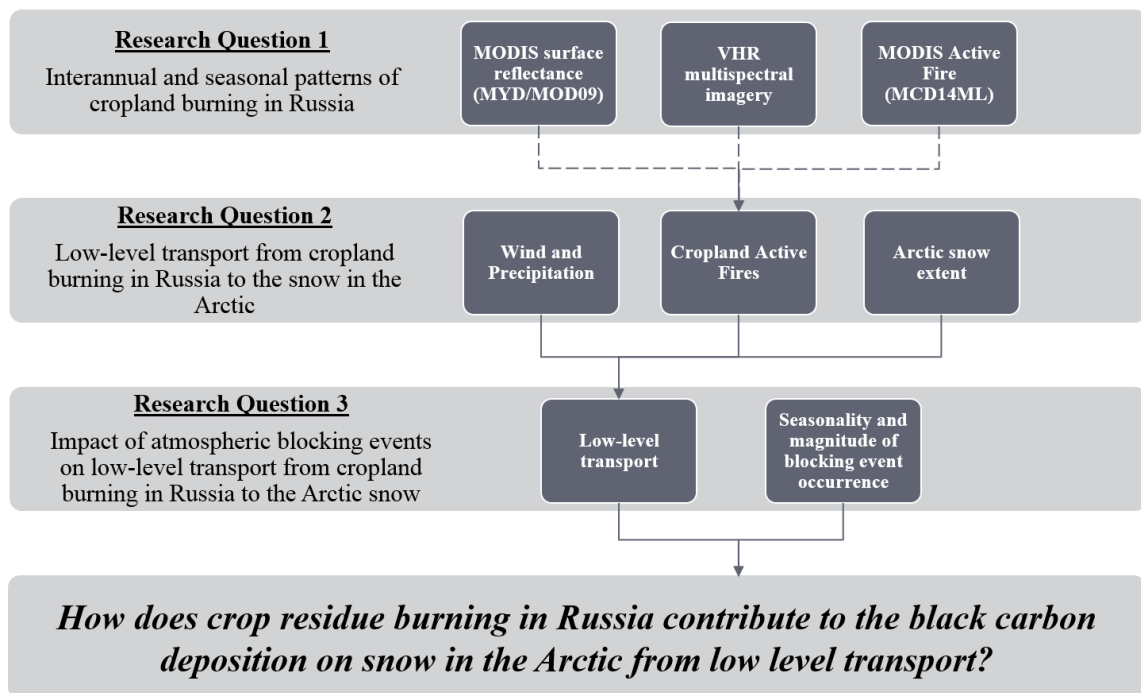 Research Question 1
Interannual and seasonal patterns of
cropland burning in Russia
MODIS surface
reflectance
(MYD/MOD09)
VHR
multispectral
imagery
MODIS Active
Fire
(MCD14ML)
Research Question 2
Low-level transport from cropland
burning in Russia to the snow in the
Arctic
Wind and
Precipitation
Cropland Active
Fires
Arctic snow
extent
Research Question 3
Impact of atmospheric blocking events
on low-level transport from cropland
burning in Russia to the Arctic snow
Low-level
transport
Seasonality and
magnitude of
blocking event
occurrence
How does crop residue burning in Russia contribute to the black carbon
deposition on snow in the Arctic from low level transport?